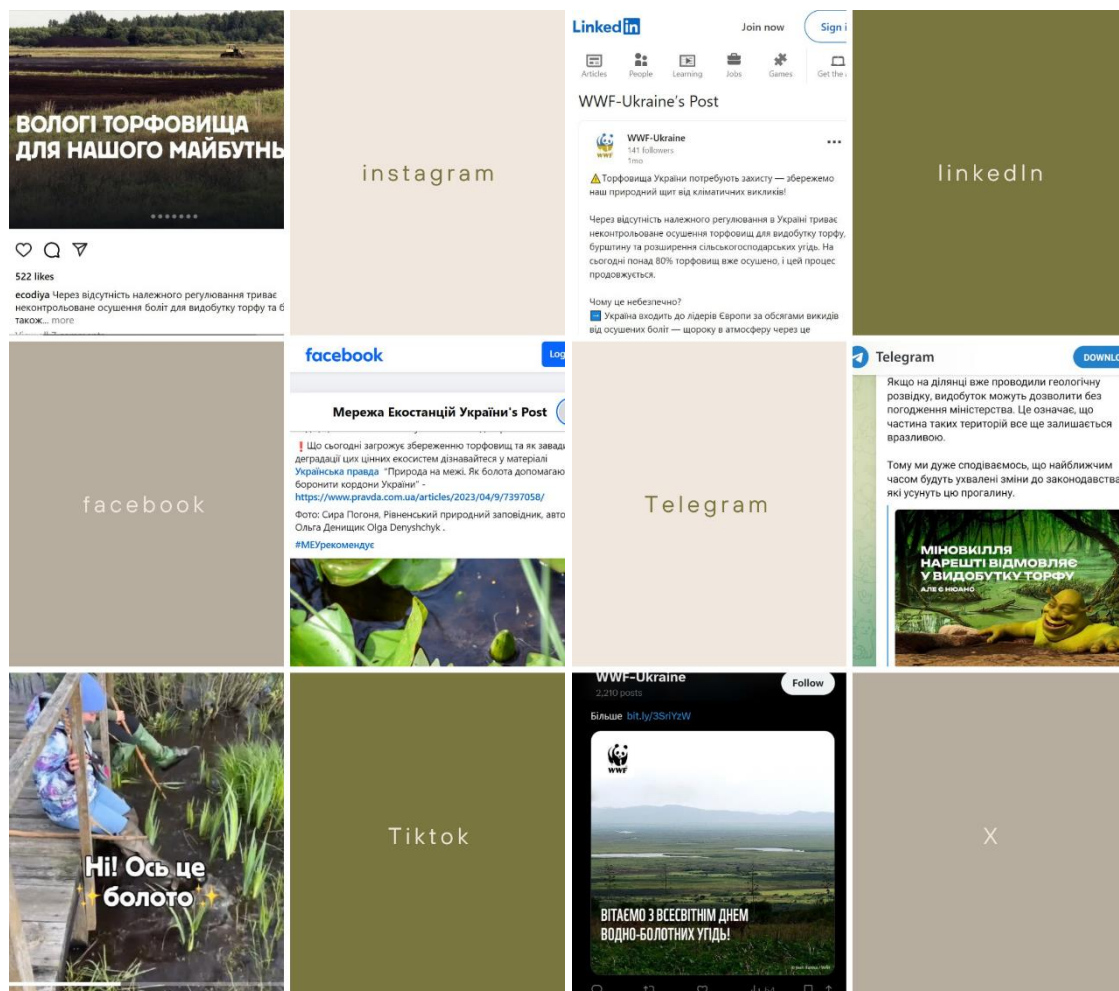 ВОЛОГІ ТОРФОВИЩА
ДЛЯ НАШОГО МАЙБУТНЬ
522 likes
ecodiya Через відсутність належного регулювання триває
неконтрольоване осушення боліт для видобутку торфу та б
також... more
instagram
Linked in
Join now
Sign i
Articles
People
Learning
Jobs
Games
Get the
WWF-Ukraine's Post
WWF
WWF-Ukraine
141 followers
1mo
⚠Торфовища України потребують захисту — збережемо
наш природний щит від кліматичних викликів!
Через відсутність належного регулювання в Україні триває
неконтрольоване осушення торфовищ для видобутку торфу,
бурштину та розширення сільськогосподарських угідь. На
сьогодні понад 80% торфовищ вже осушено, і цей процес
продовжується.
Чому це небезпечно?
Україна входить до лідерів Європи за обсягами викидів
від осушених боліт — щороку в атмосферу через це
linkedIn
facebook
facebook
Log
Мережа Екостанцій України's Post
❗Що сьогодні загрожує збереженню торфовищ та як завади
деградації цих цінних екосистем дізнавайтеся у матеріалі
Українська правда "Природа на межі. Як болота допомагаю
боронити кордони України" -
https://www.pravda.com.ua/articles/2023/04/9/7397058/
Фото: Сира Погоня, Рівненський природний заповідник, авто
Ольга Денищик Olga Denyshchyk .
#МЕУрекомендує
Telegram
Telegram
DOWNLO
Якщо на ділянці вже проводили геологічну
розвідку, видобуток можуть дозволити без
погодження міністерства. Це означає, що
частина таких територій все ще залишається
вразливою.
Тому ми дуже сподіваємось, що найближчим
часом будуть ухвалені зміни до законодавства
які усунуть цю прогалину.
МІНОВКІЛЛЯ
НАРЕШТІ ВІДМОВЛЯЄ
У ВИДОБУТКУ ТОРФУ
АЛЕ Є НЮАНС
Ні! Ось це
✨болото✨
Tiktok
WWF-Ukraine
2,210 posts
Follow
Більше bit.ly/3SriYzW
WWF
ВІТАЄМО З ВСЕСВІТНІМ ДНЕМ
ВОДНО-БОЛОТНИХ УГІДЬ!
X